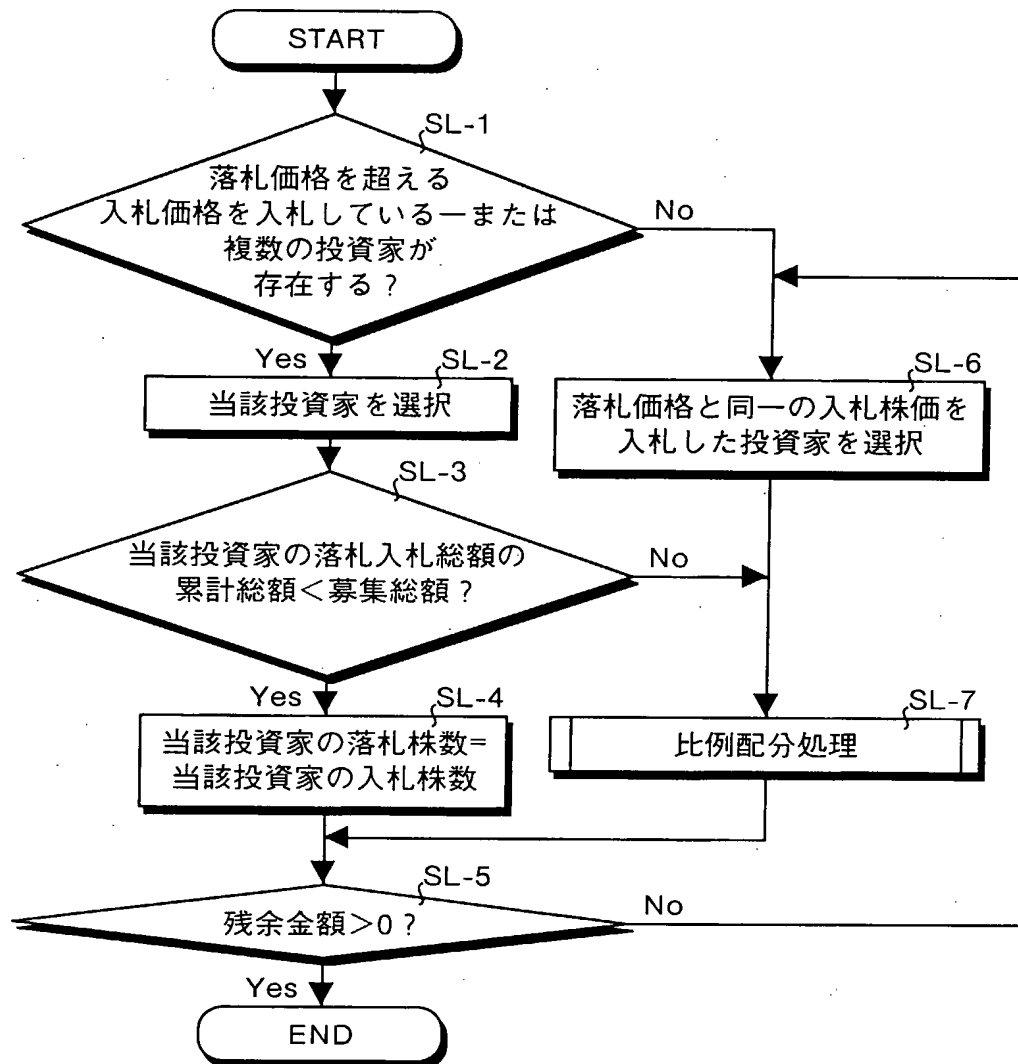 START
SL-1
落札価格を超える
入札価格を入札している一または
複数の投資家が
存在する?
No
Yes
SL-2
当該投資家を選択
SL-6
落札価格と同一の入札株価を
入札した投資家を選択
SL-3
当該投資家の落札入札総額の
累計総額<募集総額?
No
Yes
SL-4
当該投資家の落札株数=
当該投資家の入札株数
SL-7
比例配分処理
SL-5
残余金額>0?
No
Yes
END